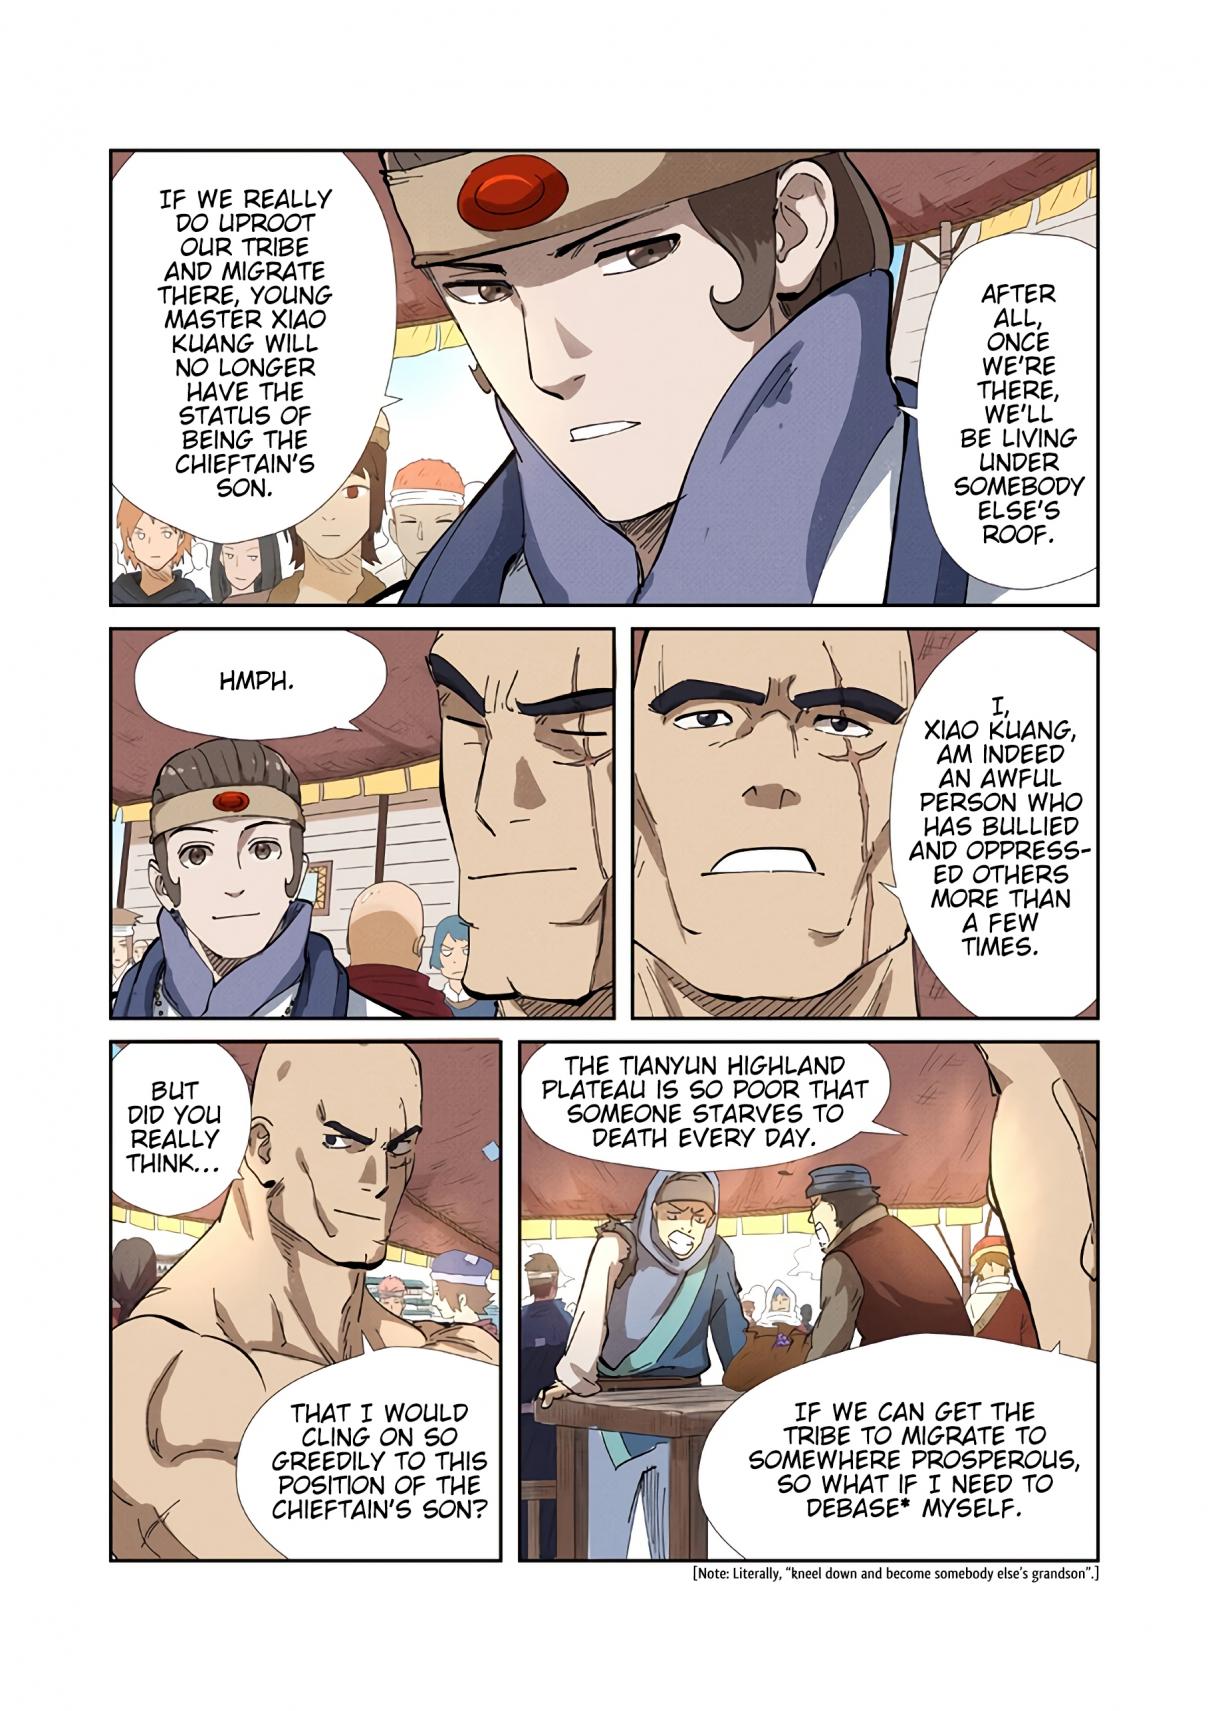 IF WE REALLY
DO UPROOT
OUR TRIBE
AND MIGRATE
THERE, YOUNG
MASTER XIAO
KUANG WILL
NO LONGER
HAVE THE
STATUS OF
BEING THE
CHIEFTAIN'S
SON.
AFTER
ALL,
ONCE
WE'RE
THERE,
WE'LL
BE LIVING
UNDER
SOMEBODY
ELSE'S
ROOF.
HMPH.
I,
XIAO KUANG,
AM INDEED
AN AWFUL
PERSON WHO
HAS BULLIED
AND OPPRESS-
ED OTHERS
MORE THAN
A FEW
TIMES.
BUT
DID YOU
REALLY
THINK...
THAT I WOULD
CLING ON SO
GREEDILY TO THIS
POSITION OF THE
CHIEFTAIN'S SON?
THE TIANYUN HIGHLAND
PLATEAU IS SO POOR THAT
SOMEONE STARVES TO
DEATH EVERY DAY.
IF WE CAN GET THE
TRIBE TO MIGRATE TO
SOMEWHERE PROSPEROUS,
SO WHAT IF I NEED TO
DEBASE* MYSELF.
[Note: Literally, “kneel down and become somebody else's grandson”.]